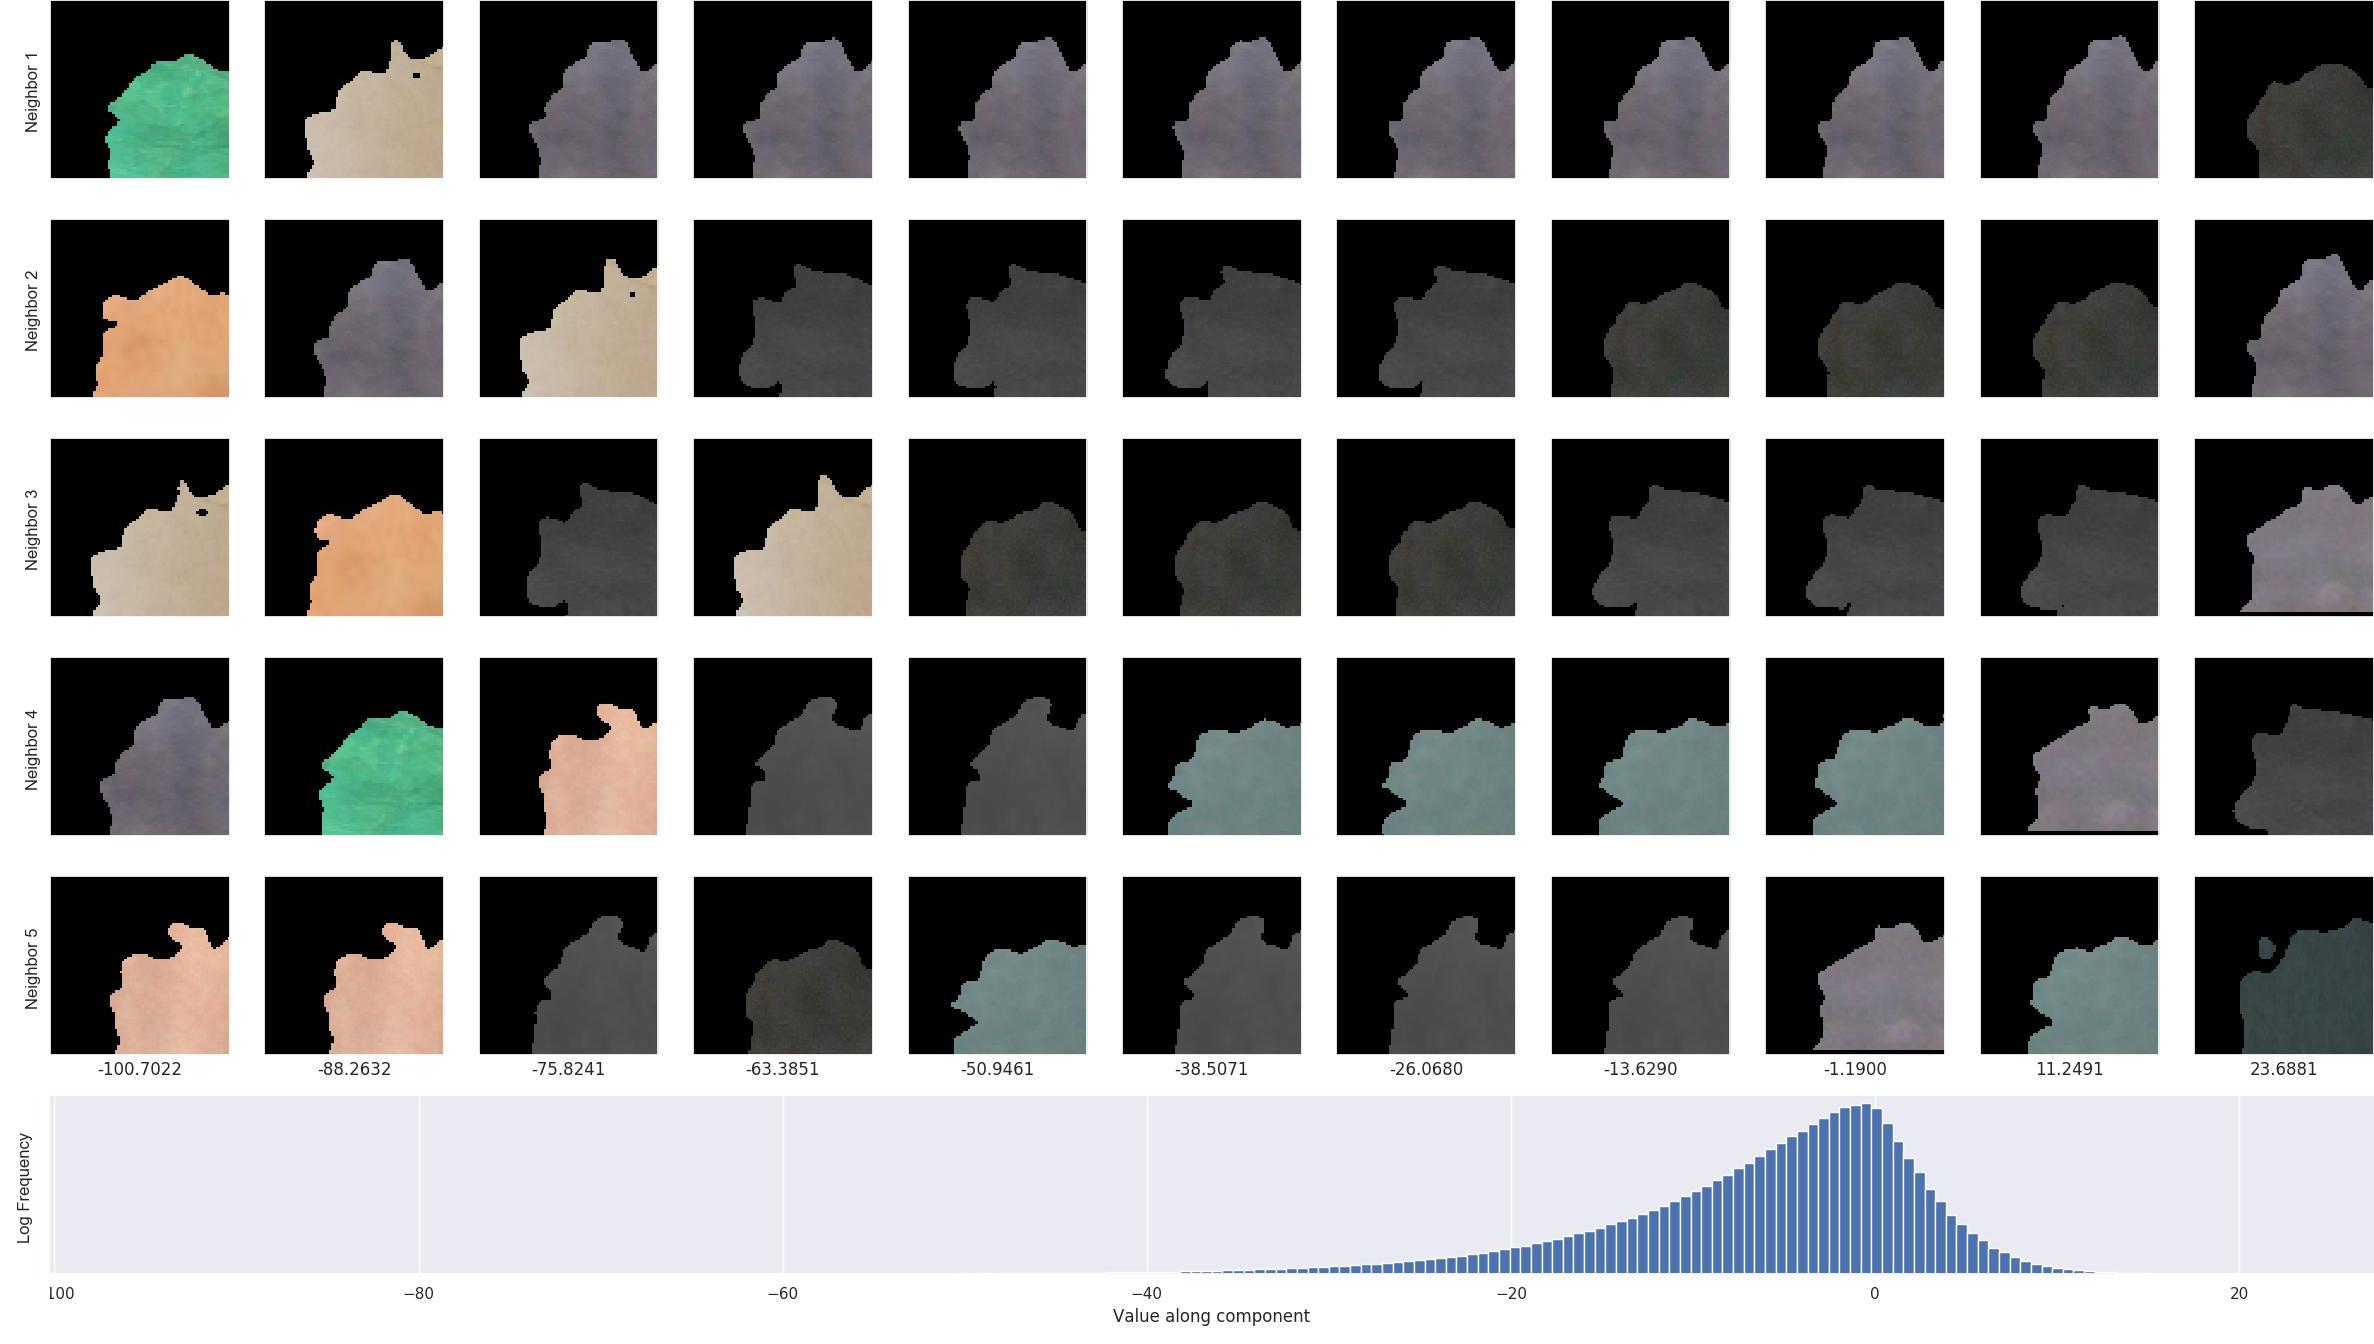 Neighbor 1
Neighbor 2
Neighbor 3
Neighbor 4
Neighbor 5
-100.7022 -88.2632 -75.8241 -63.3851 -50.9461 -38.5071 -26.0680 -13.6290 -1.1900 11.2491 23.6881
Log Frequency
100 −80 −60 −40 −20 0 20
Value along component